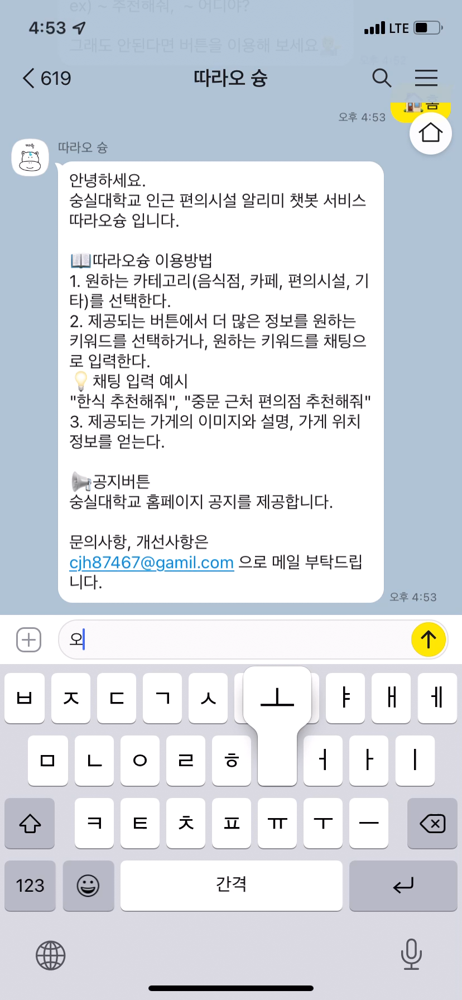 ex) ~ 추천해줘, ~ 어디야?
4:53
LTE
그래도 안된다면 버튼을 이용해 보세요
오후 4:52
619
따라오 슝
홈
오후 4:53
따라오 슝
안녕하세요.
숭실대학교 인근 편의시설 알리미 챗봇 서비스
따라오슝 입니다.
📖따라오슝 이용방법
1. 원하는 카테고리(음식점, 카페, 편의시설, 기
타)를 선택한다.
2. 제공되는 버튼에서 더 많은 정보를 원하는
키워드를 선택하거나, 원하는 키워드를 채팅으
로 입력한다.
💡 채팅 입력 예시
"한식 추천해줘", "중문 근처 편의점 추천해줘"
3. 제공되는 가게의 이미지와 설명, 가게 위치
정보를 얻는다.
📢공지버튼
숭실대학교 홈페이지 공지를 제공합니다.
문의사항, 개선사항은
cjh87467@gamil.com 으로 메일 부탁드립
니다.
오후 4:53
오
ㅂ ㅈ ㄷ ㄱ ㅅ ㅗ ㅑ ㅐ ㅔ
ㅁ ㄴ ㅇ ㄹ ㅎ ㅓ ㅏ ㅣ
ㅋ ㅌ ㅊ ㅍ ㅠ ㅜ ㅡ
123 간격